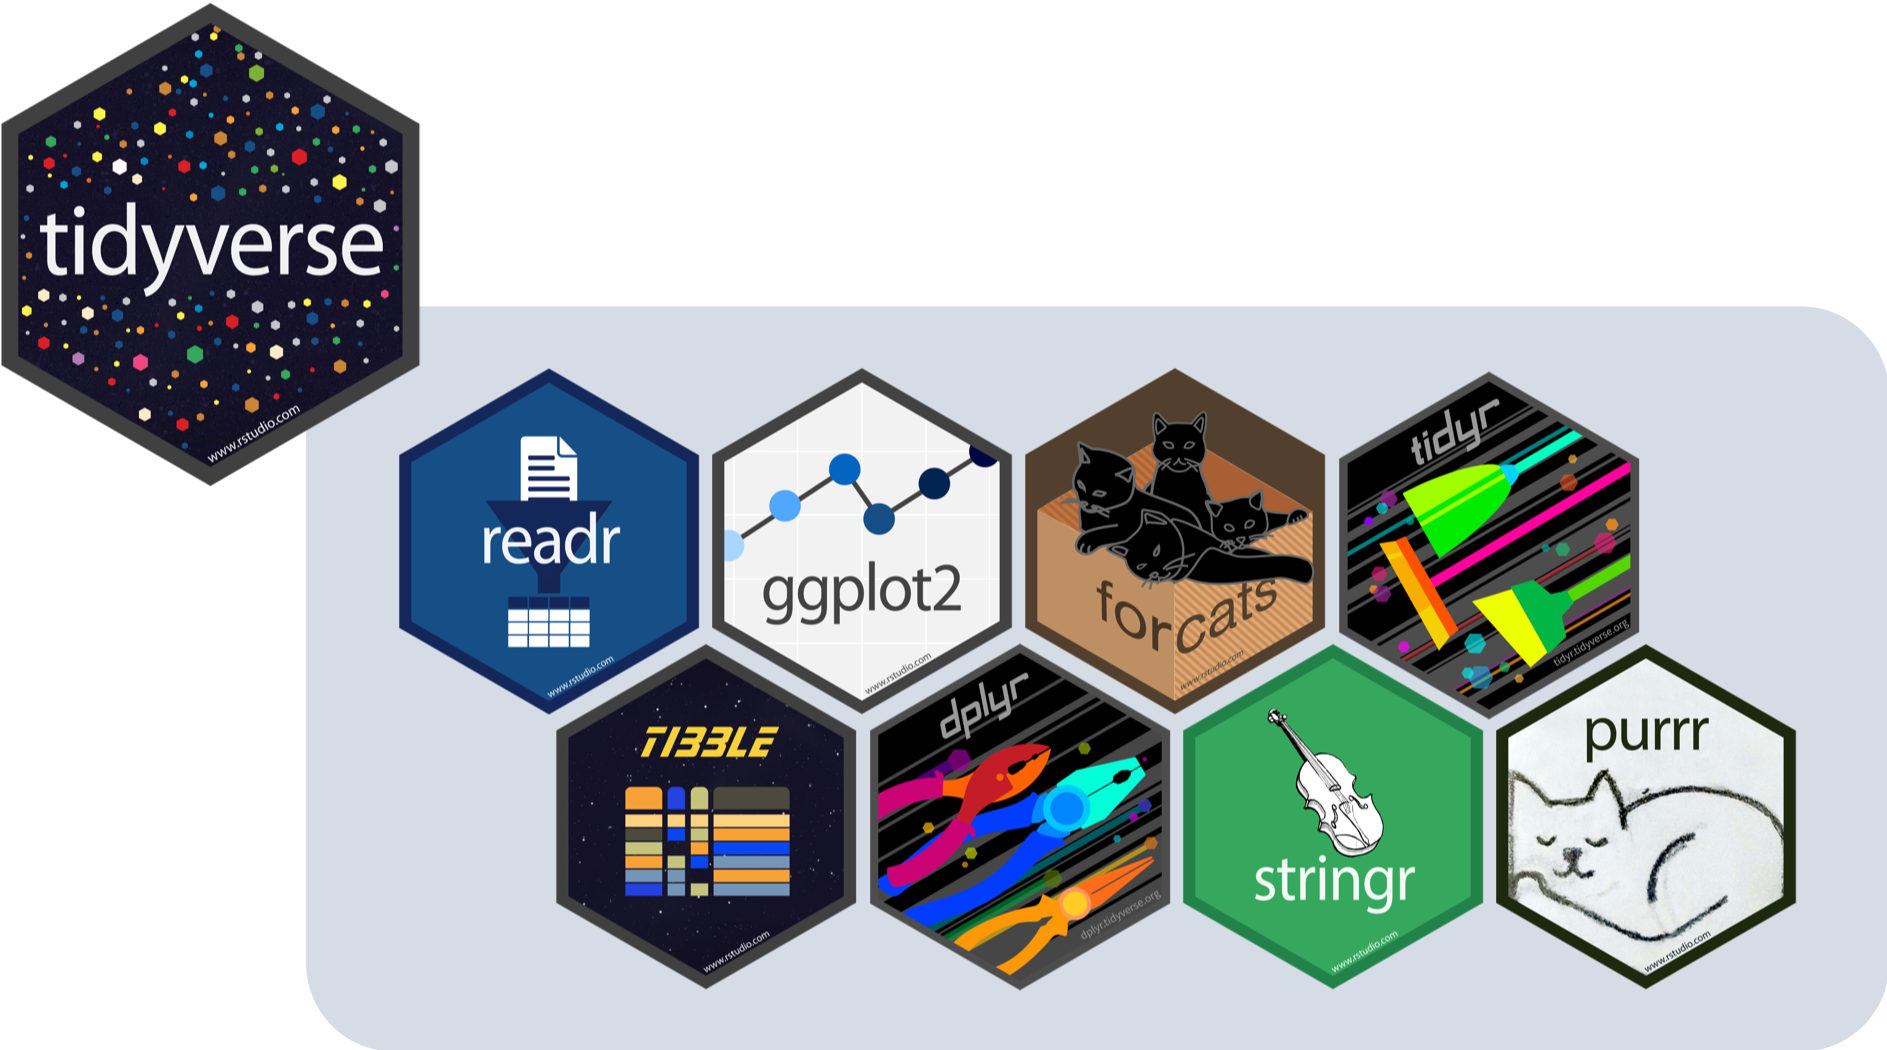 tidyverse
www.rstudio.com
readr
www.rstudio.com
ggplot2
www.rstudio.com
forcats
www.rstudio.com
tidyr
tidyr.tidyverse.org
TIBBLE
www.rstudio.com
dplyr
dplyr.tidyverse.org
stringr
www.rstudio.com
purrr
www.rstudio.com